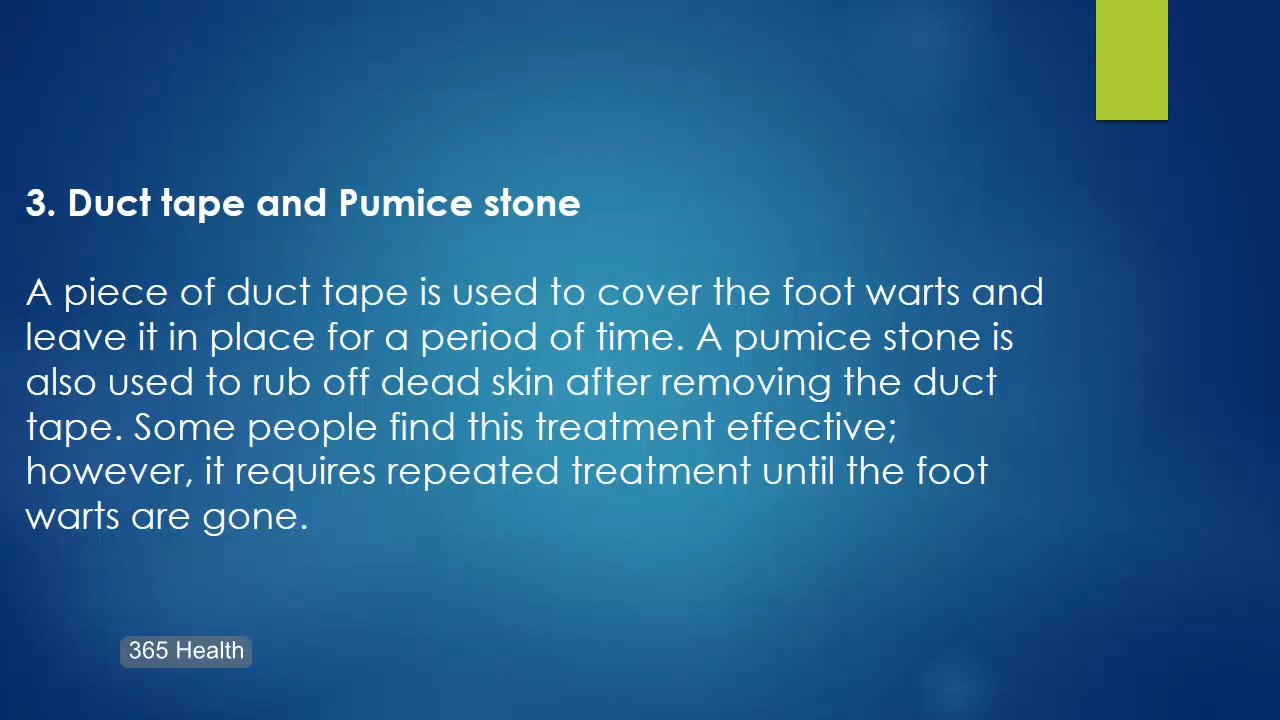 3. Duct tape and Pumice stone
A piece of duct tape is used to cover the foot warts and
leave it in place for a period of time. A pumice stone is
also used to rub off dead skin after removing the duct
tape. Some people find this treatment effective;
however, it requires repeated treatment until the foot
warts are gone.
365 Health